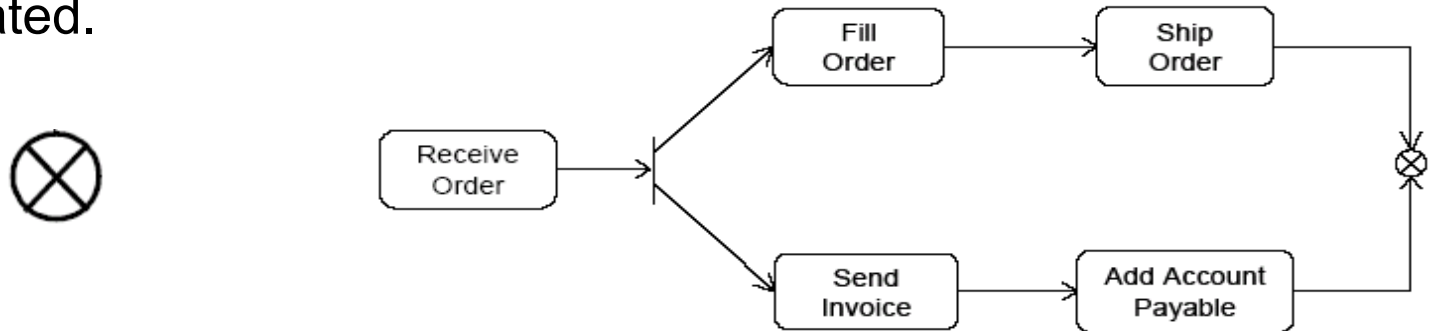 ated.
Fill
Order
Ship
Order
Receive
Order
Send
Invoice
Add Account
Payable